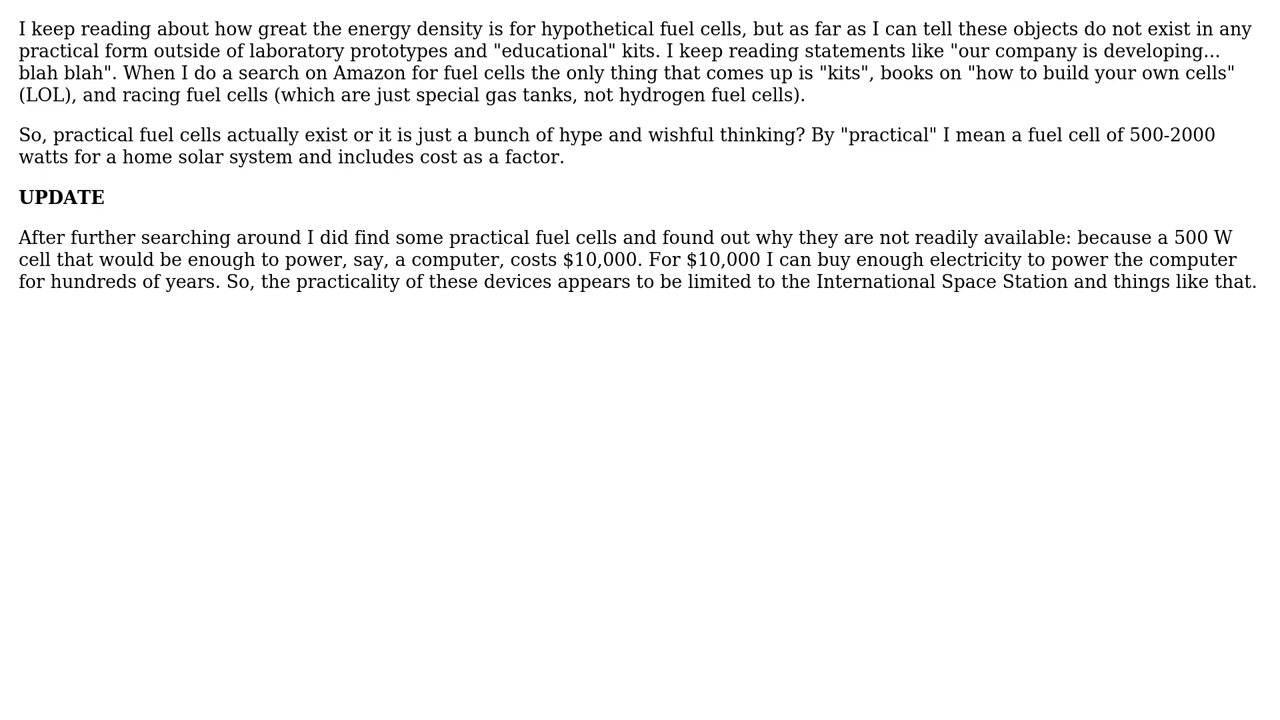 I keep reading about how great the energy density is for hypothetical fuel cells, but as far as I can tell these objects do not exist in any
practical form outside of laboratory prototypes and "educational" kits. I keep reading statements like "our company is developing...
blah blah". When I do a search on Amazon for fuel cells the only thing that comes up is "kits", books on "how to build your own cells"
(LOL), and racing fuel cells (which are just special gas tanks, not hydrogen fuel cells).
So, practical fuel cells actually exist or it is just a bunch of hype and wishful thinking? By "practical" I mean a fuel cell of 500-2000
watts for a home solar system and includes cost as a factor.
UPDATE
After further searching around I did find some practical fuel cells and found out why they are not readily available: because a 500 W
cell that would be enough to power, say, a computer, costs $10,000. For $10,000 I can buy enough electricity to power the computer
for hundreds of years. So, the practicality of these devices appears to be limited to the International Space Station and things like that.